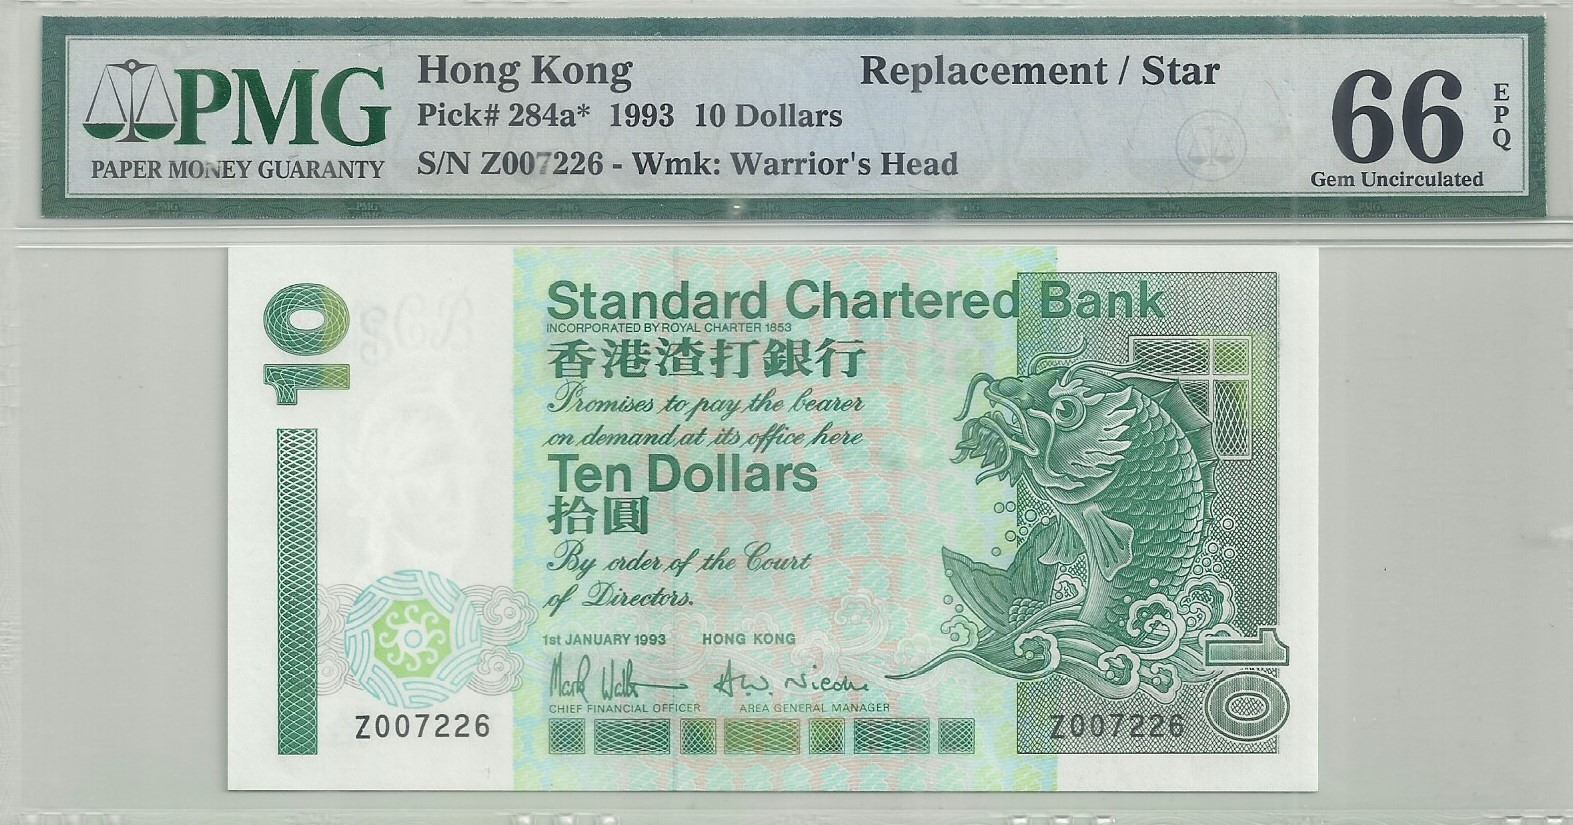 PMG
PAPER MONEY GUARANTY
Hong Kong
Replacement / Star
Pick# 284a* 1993 10 Dollars
S/N Z007226 - Wmk: Warrior's Head
66
EPQ
Gem Uncirculated
10
Standard Chartered Bank
INCORPORATED BY ROYAL CHARTER 1853
香港渣打銀行
Promises to pay the bearer
on demand at its office here
Ten Dollars
拾圓
By order of the Court
of Directors.
1st JANUARY 1993 HONG KONG
CHIEF FINANCIAL OFFICER AREA GENERAL MANAGER
Z007226
Z007226
10